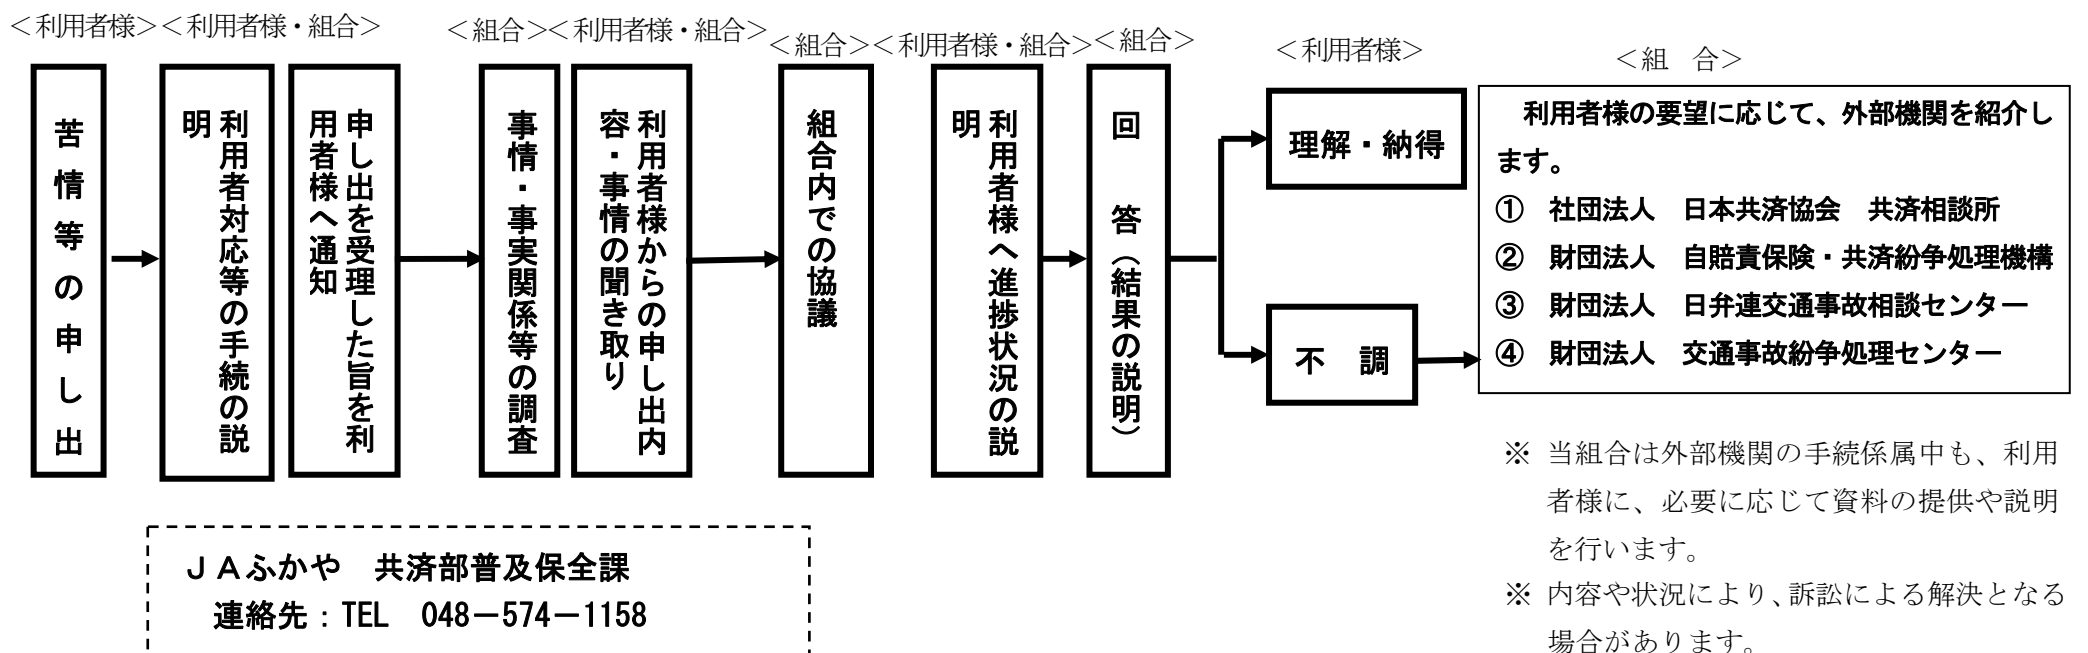 ＜利用者様＞
＜利用者様・組合＞
＜組合＞
＜利用者様・組合＞
＜組合＞
＜利用者様・組合＞
＜組合＞
＜利用者様＞
＜組　合＞
苦情等の申し出
利用者対応等の手続の説
明
申し出を受理した旨を利
用者様へ通知
事情・事実関係等の調査
利用者様からの申し出内
容・事情の聞き取り
組合内での協議
利用者様へ進捗状況の説
明
回　答（結果の説明）
理解・納得
不　調
利用者様の要望に応じて、外部機関を紹介し
ます。
①　社団法人　日本共済協会　共済相談所
②　財団法人　自賠責保険・共済紛争処理機構
③　財団法人　日弁連交通事故相談センター
④　財団法人　交通事故紛争処理センター
※ 当組合は外部機関の手続係属中も、利用
者様に、必要に応じて資料の提供や説明
を行います。
※ 内容や状況により、訴訟による解決となる
場合があります。
ＪＡふかや　共済部普及保全課
連絡先：TEL　048－574－1158